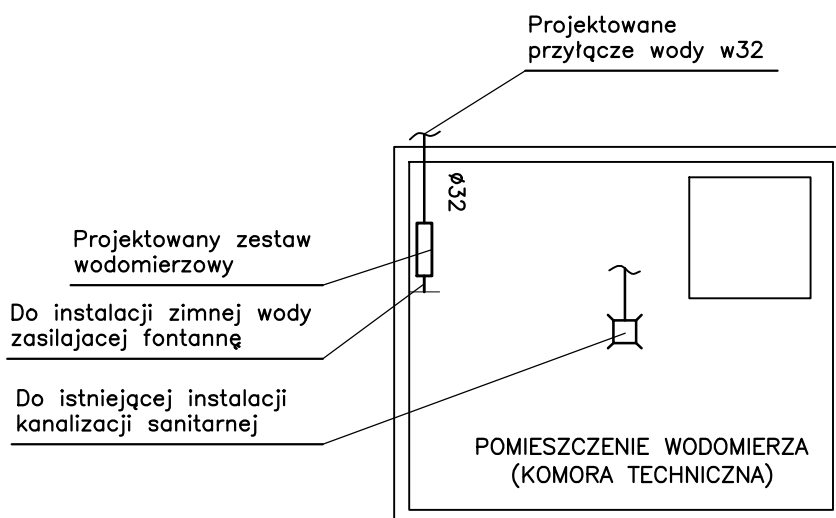 Projektowane
przyłącze wody w32
ø32
Projektowany zestaw
wodomierzowy
Do instalacji zimnej wody
zasilajacej fontannę
Do istniejącej instalacji
kanalizacji sanitarnej
POMIESZCZENIE WODOMIERZA
(KOMORA TECHNICZNA)